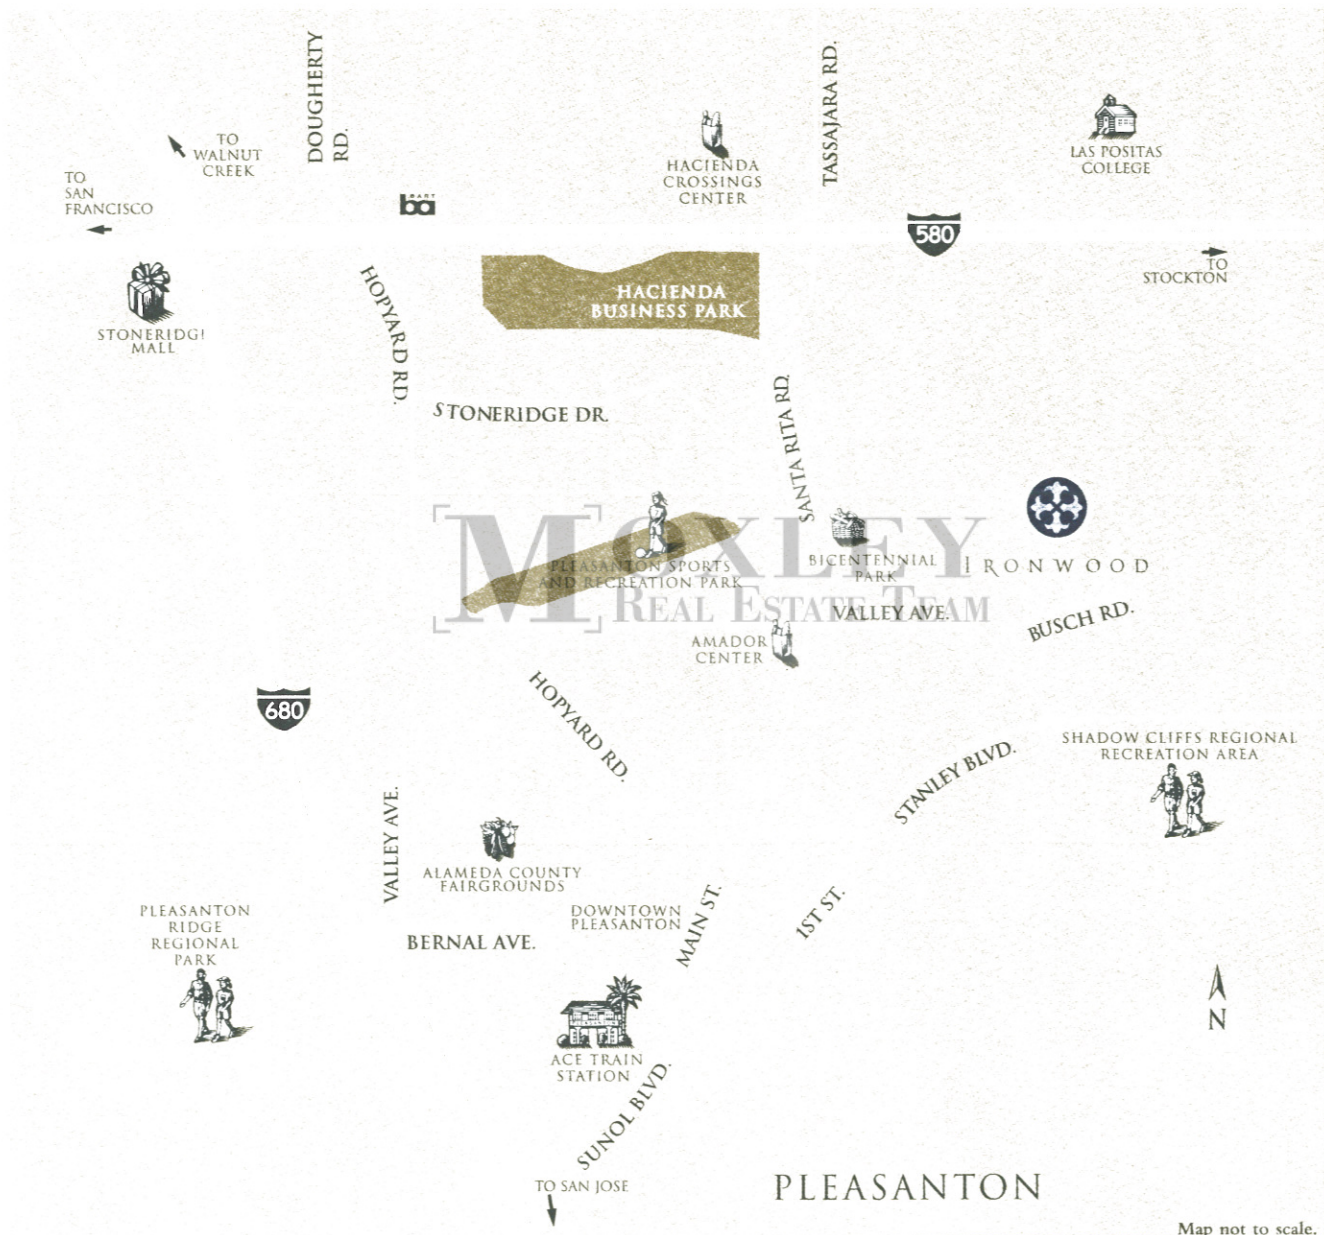 DOUGHERTY
RD.
TASSAJARA RD.
TO
WALNUT
CREEK
TO
SAN
FRANCISCO
BART
ba
HACIENDA
CROSSINGS
CENTER
LAS POSITAS
COLLEGE
580
TO
STOCKTON
STONERIDGE
MALL
HOPYARD RD.
HACIENDA
BUSINESS PARK
STONERIDGE DR.
SANTA RITA RD.
MOXLEY
REAL ESTATE TEAM
PLEASANTON SPORTS
AND RECREATION PARK
BICENTENNIAL
PARK
IRONWOOD
VALLEY AVE.
BUSCH RD.
AMADOR
CENTER
680
HOPYARD RD.
STANLEY BLVD.
SHADOW CLIFFS REGIONAL
RECREATION AREA
VALLEY AVE.
ALAMEDA COUNTY
FAIRGROUNDS
PLEASANTON
RIDGE
REGIONAL
PARK
BERNAL AVE.
DOWNTOWN
PLEASANTON
MAIN ST.
1ST ST.
N
PLEASANTON
ACE TRAIN
STATION
SUNOL BLVD.
TO SAN JOSE
PLEASANTON
Map not to scale.